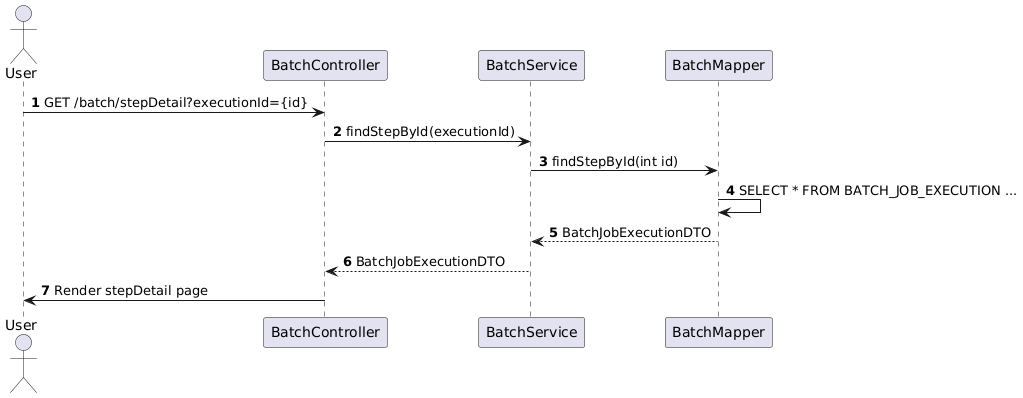 User
BatchController
BatchService
BatchMapper
1 GET /batch/stepDetail?executionId={id}
2 findStepById(executionId)
3 findStepById(int id)
4 SELECT * FROM BATCH_JOB_EXECUTION ...
5 BatchJobExecutionDTO
6 BatchJobExecutionDTO
7 Render stepDetail page
User
BatchController
BatchService
BatchMapper